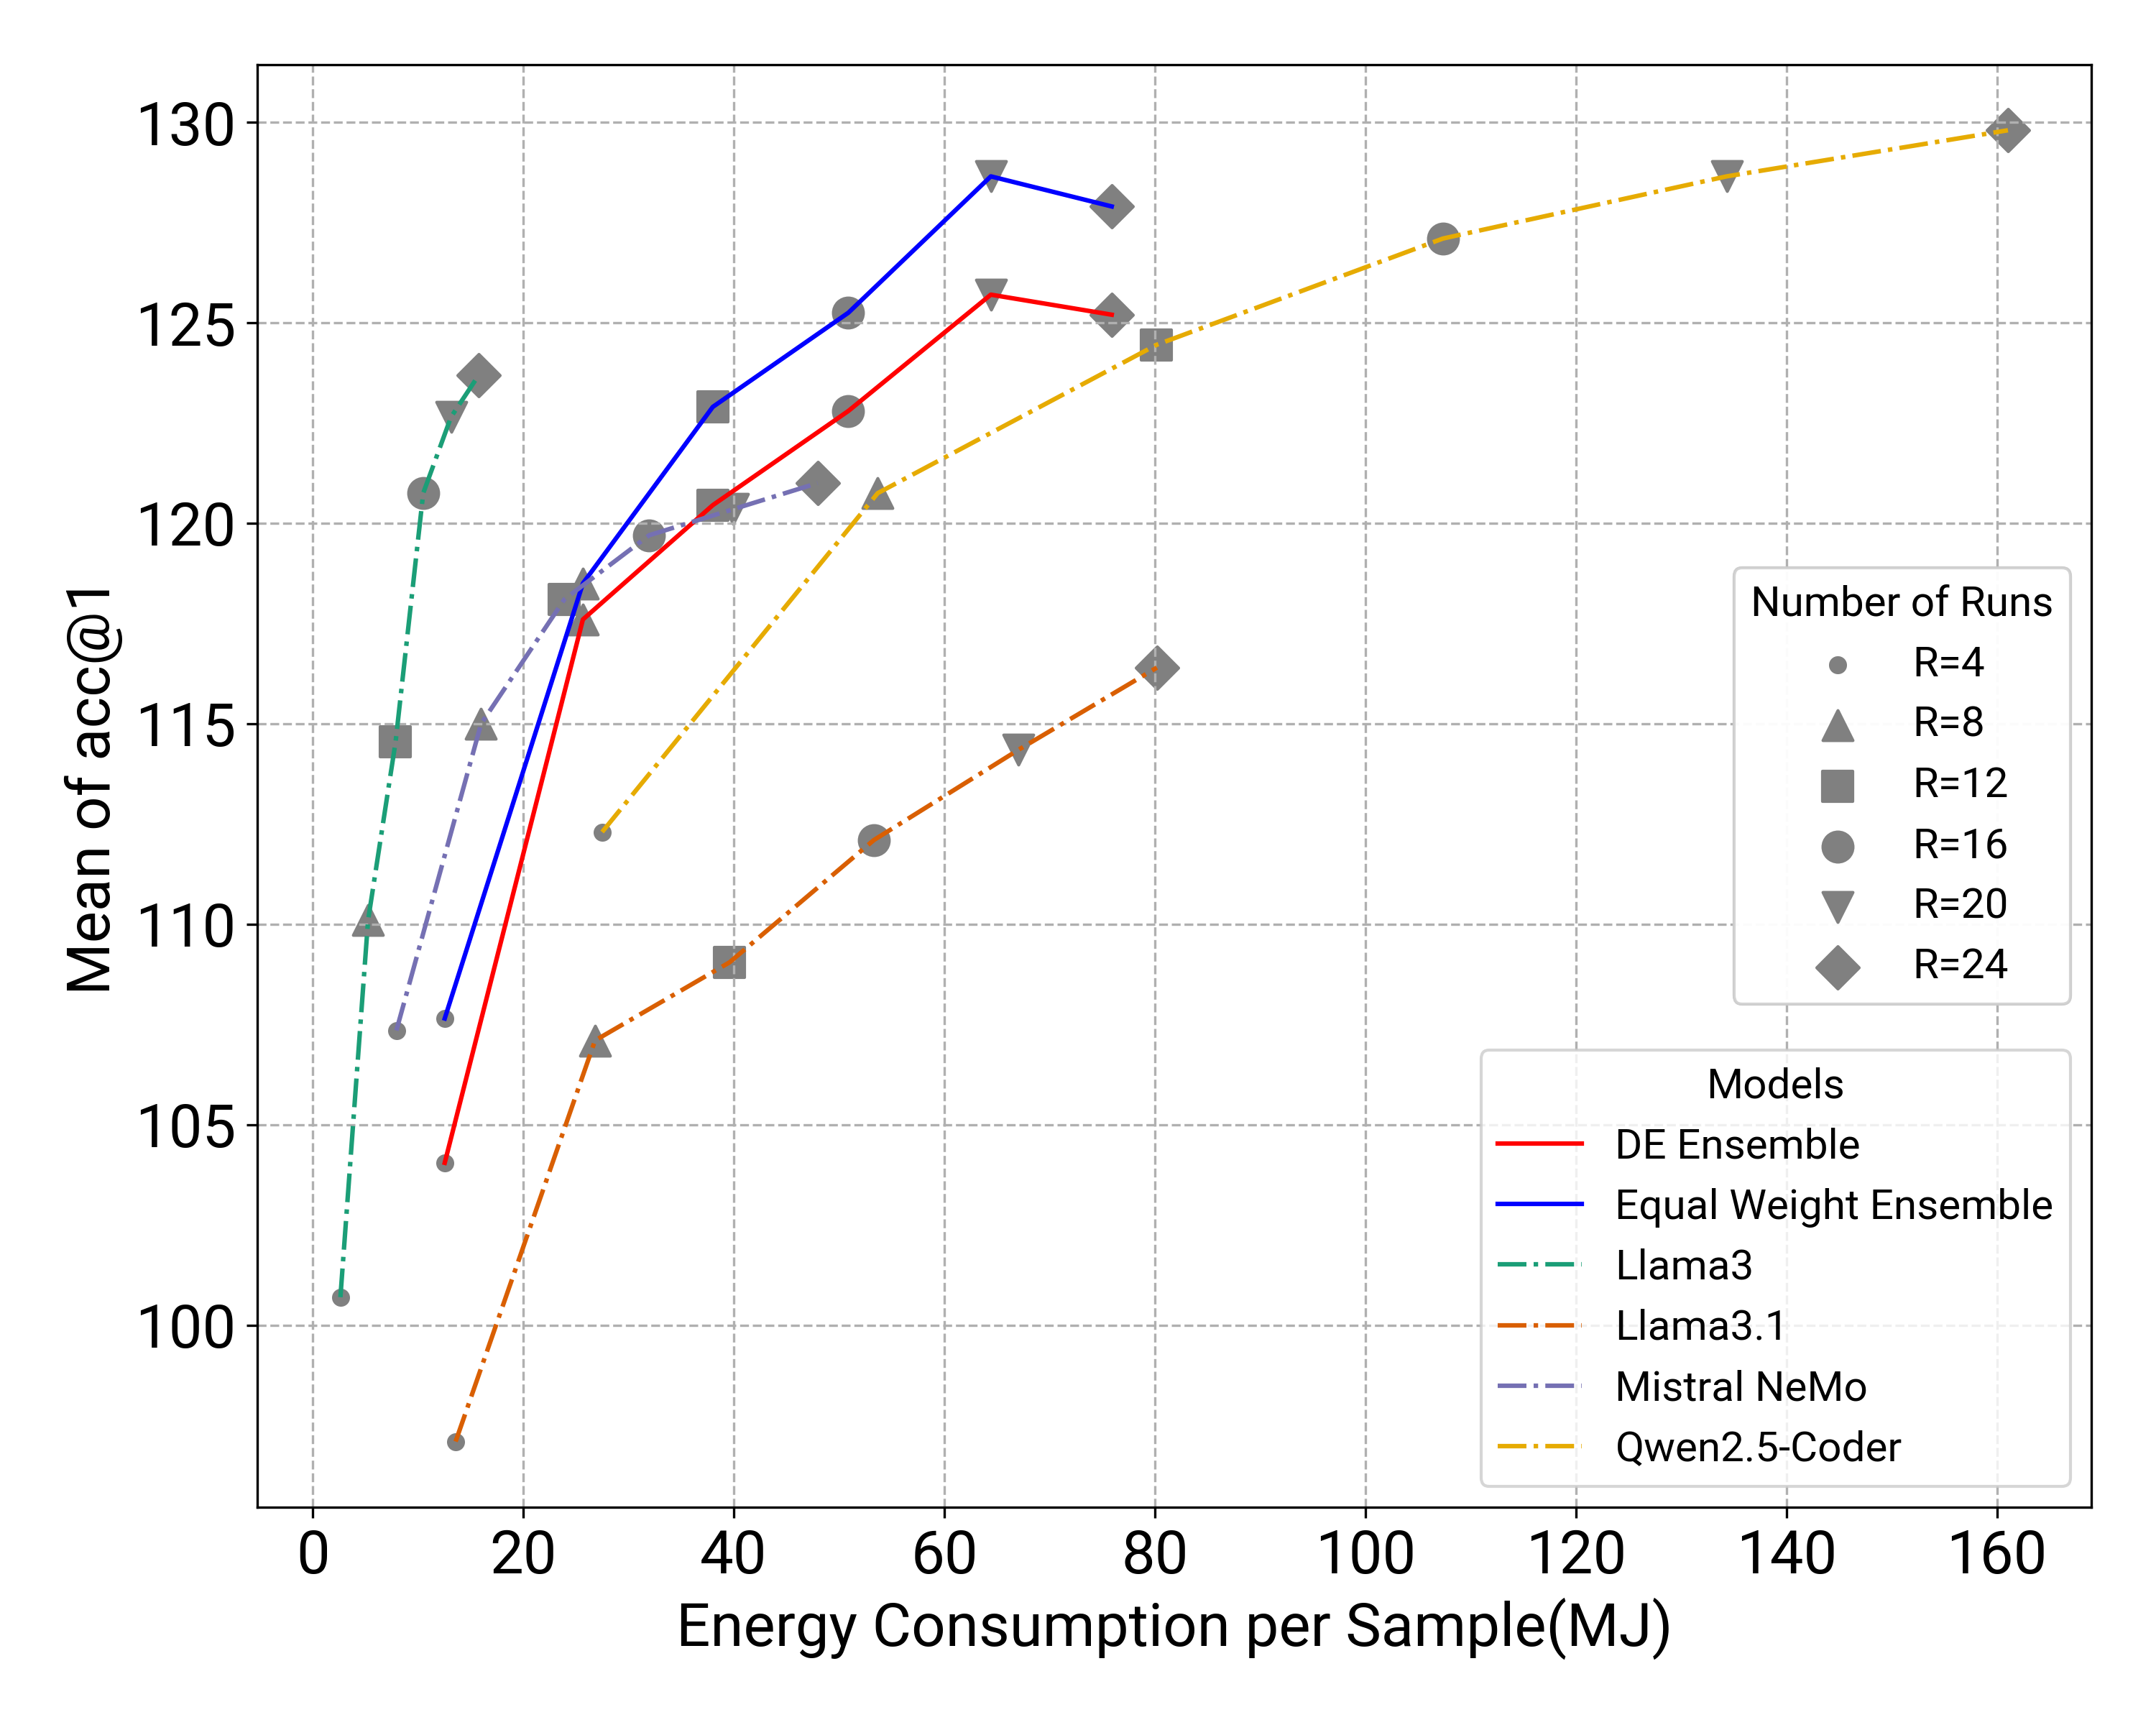 130
125
120
115
110
105
100
Mean of acc@1
0 20 40 60 80 100 120 140 160
Energy Consumption per Sample(MJ)
Number of Runs
R=4
R=8
R=12
R=16
R=20
R=24
Models
DE Ensemble
Equal Weight Ensemble
Llama3
Llama3.1
Mistral NeMo
Qwen2.5-Coder